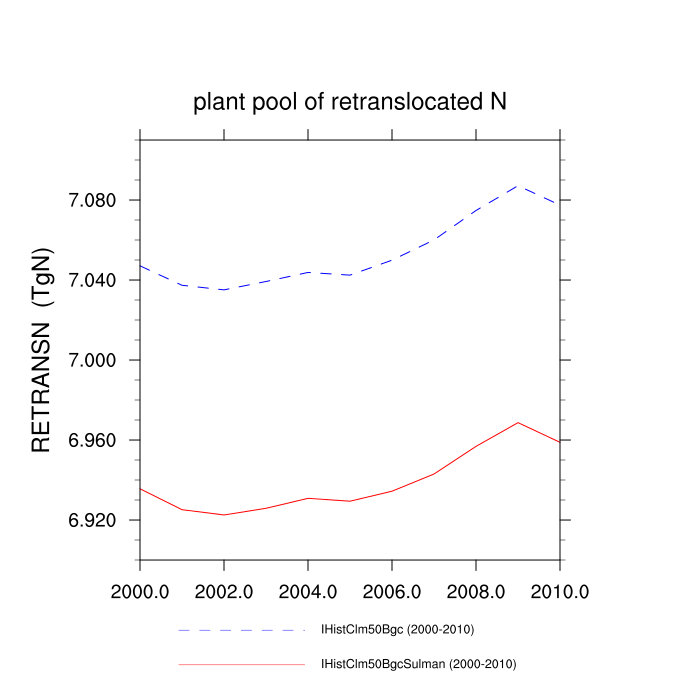 plant pool of retranslocated N
RETRANSN (TgN)
7.080
7.040
7.000
6.960
6.920
2000.0 2002.0 2004.0 2006.0 2008.0 2010.0
IHistClm50Bgc (2000-2010)
IHistClm50BgcSulman (2000-2010)